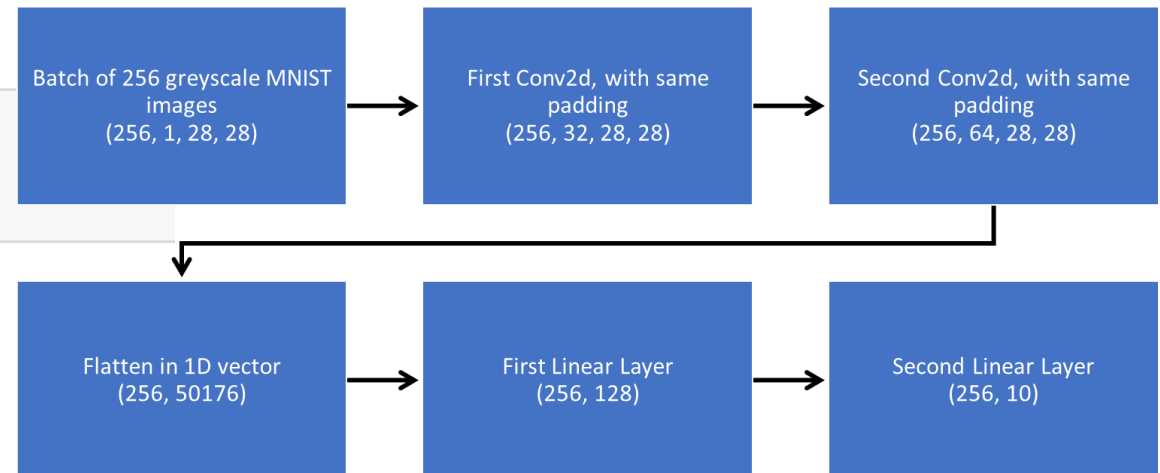 Batch of 256 greyscale MNIST
images
(256, 1, 28, 28)
First Conv2d, with same
padding
(256, 32, 28, 28)
Second Conv2d, with same
padding
(256, 64, 28, 28)
Flatten in 1D vector
(256, 50176)
First Linear Layer
(256, 128)
Second Linear Layer
(256, 10)